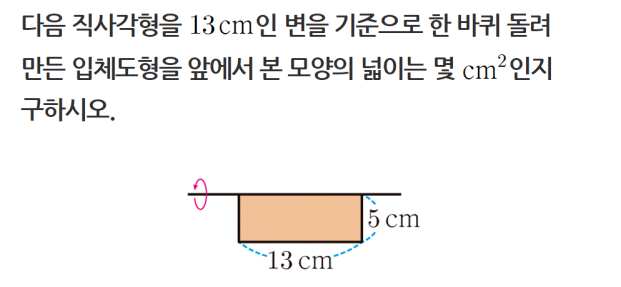 다음 직사각형을 13 cm인 변을 기준으로 한 바퀴 돌려
만든 입체도형을 앞에서 본 모양의 넓이는 몇 cm²인지
구하시오.
5 cm
13 cm